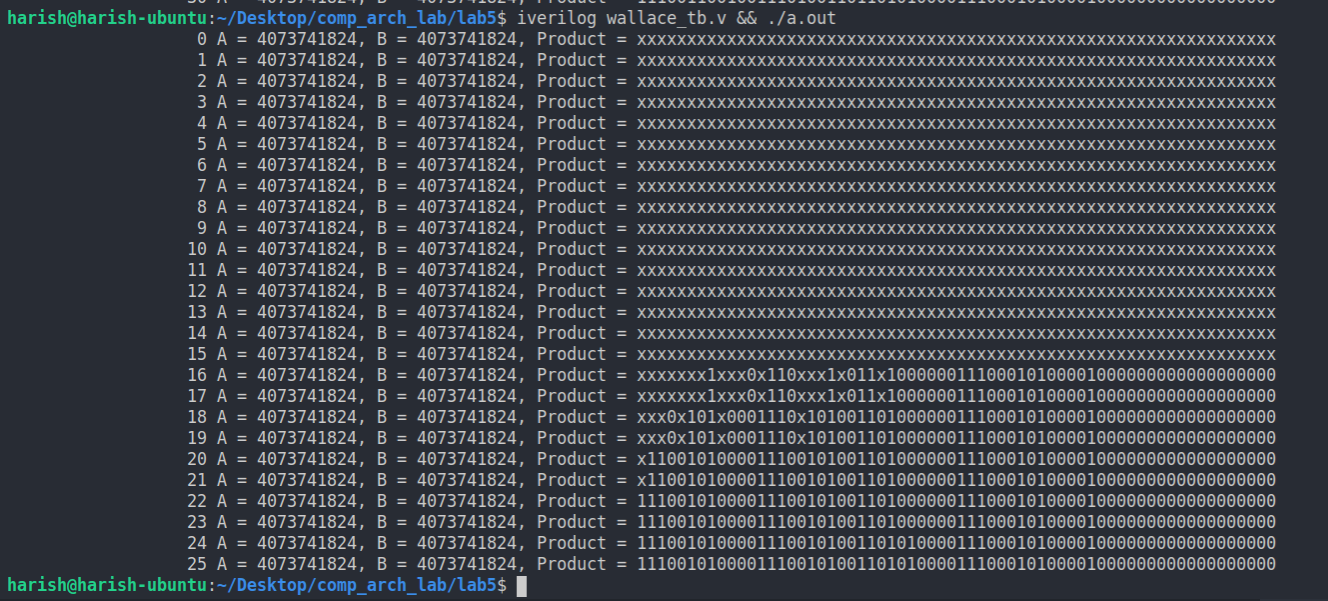 harish@harish-ubuntu:~/Desktop/comp_arch_lab/lab5$ iverilog wallace_tb.v && ./a.out
0 A = 4073741824, B = 4073741824, Product = xxxxxxxxxxxxxxxxxxxxxxxxxxxxxxxxxxxxxxxxxxxxxxxxxxxxxxxxxxxxxxxx
1 A = 4073741824, B = 4073741824, Product = xxxxxxxxxxxxxxxxxxxxxxxxxxxxxxxxxxxxxxxxxxxxxxxxxxxxxxxxxxxxxxxx
2 A = 4073741824, B = 4073741824, Product = xxxxxxxxxxxxxxxxxxxxxxxxxxxxxxxxxxxxxxxxxxxxxxxxxxxxxxxxxxxxxxxx
3 A = 4073741824, B = 4073741824, Product = xxxxxxxxxxxxxxxxxxxxxxxxxxxxxxxxxxxxxxxxxxxxxxxxxxxxxxxxxxxxxxxx
4 A = 4073741824, B = 4073741824, Product = xxxxxxxxxxxxxxxxxxxxxxxxxxxxxxxxxxxxxxxxxxxxxxxxxxxxxxxxxxxxxxxx
5 A = 4073741824, B = 4073741824, Product = xxxxxxxxxxxxxxxxxxxxxxxxxxxxxxxxxxxxxxxxxxxxxxxxxxxxxxxxxxxxxxxx
6 A = 4073741824, B = 4073741824, Product = xxxxxxxxxxxxxxxxxxxxxxxxxxxxxxxxxxxxxxxxxxxxxxxxxxxxxxxxxxxxxxxx
7 A = 4073741824, B = 4073741824, Product = xxxxxxxxxxxxxxxxxxxxxxxxxxxxxxxxxxxxxxxxxxxxxxxxxxxxxxxxxxxxxxxx
8 A = 4073741824, B = 4073741824, Product = xxxxxxxxxxxxxxxxxxxxxxxxxxxxxxxxxxxxxxxxxxxxxxxxxxxxxxxxxxxxxxxx
9 A = 4073741824, B = 4073741824, Product = xxxxxxxxxxxxxxxxxxxxxxxxxxxxxxxxxxxxxxxxxxxxxxxxxxxxxxxxxxxxxxxx
10 A = 4073741824, B = 4073741824, Product = xxxxxxxxxxxxxxxxxxxxxxxxxxxxxxxxxxxxxxxxxxxxxxxxxxxxxxxxxxxxxxxx
11 A = 4073741824, B = 4073741824, Product = xxxxxxxxxxxxxxxxxxxxxxxxxxxxxxxxxxxxxxxxxxxxxxxxxxxxxxxxxxxxxxxx
12 A = 4073741824, B = 4073741824, Product = xxxxxxxxxxxxxxxxxxxxxxxxxxxxxxxxxxxxxxxxxxxxxxxxxxxxxxxxxxxxxxxx
13 A = 4073741824, B = 4073741824, Product = xxxxxxxxxxxxxxxxxxxxxxxxxxxxxxxxxxxxxxxxxxxxxxxxxxxxxxxxxxxxxxxx
14 A = 4073741824, B = 4073741824, Product = xxxxxxxxxxxxxxxxxxxxxxxxxxxxxxxxxxxxxxxxxxxxxxxxxxxxxxxxxxxxxxxx
15 A = 4073741824, B = 4073741824, Product = xxxxxxxxxxxxxxxxxxxxxxxxxxxxxxxxxxxxxxxxxxxxxxxxxxxxxxxxxxxxxxxx
16 A = 4073741824, B = 4073741824, Product = xxxxxxx1xxx0x110xxx1x011x100000011100010100001000000000000000000
17 A = 4073741824, B = 4073741824, Product = xxxxxxx1xxx0x110xxx1x011x100000011100010100001000000000000000000
18 A = 4073741824, B = 4073741824, Product = xxx0x101x0001110x10100110100000011100010100001000000000000000000
19 A = 4073741824, B = 4073741824, Product = xxx0x101x0001110x10100110100000011100010100001000000000000000000
20 A = 4073741824, B = 4073741824, Product = x110010100001110010100110100000011100010100001000000000000000000
21 A = 4073741824, B = 4073741824, Product = x110010100001110010100110100000011100010100001000000000000000000
22 A = 4073741824, B = 4073741824, Product = 1110010100001110010100110100000011100010100001000000000000000000
23 A = 4073741824, B = 4073741824, Product = 1110010100001110010100110100000011100010100001000000000000000000
24 A = 4073741824, B = 4073741824, Product = 1110010100001110010100110101000011100010100001000000000000000000
25 A = 4073741824, B = 4073741824, Product = 1110010100001110010100110101000011100010100001000000000000000000
harish@harish-ubuntu:~/Desktop/comp_arch_lab/lab5$